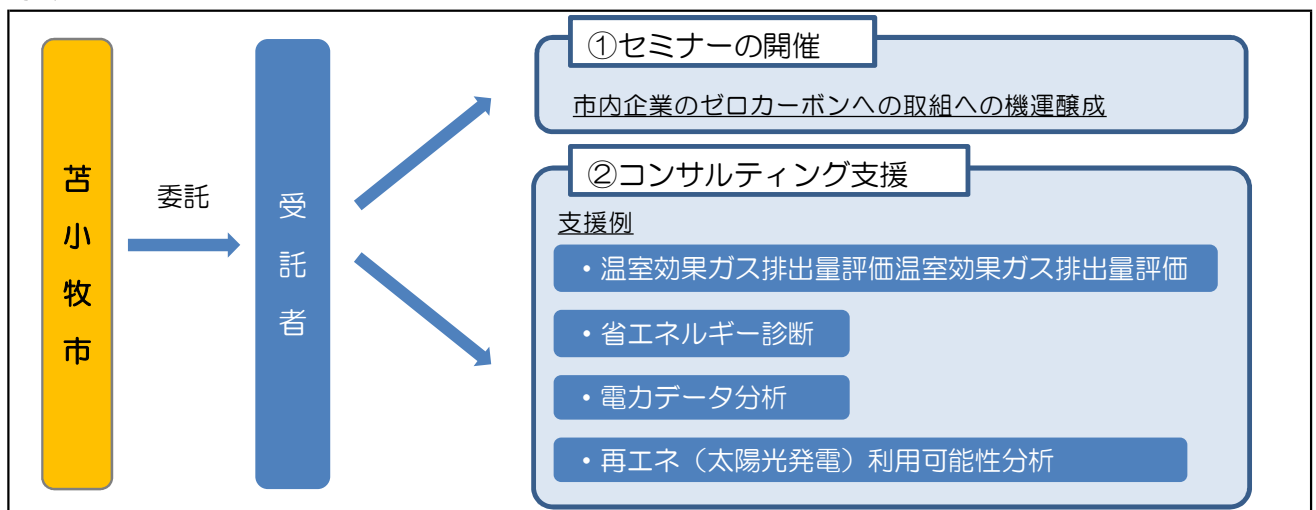 苫小牧市
委託
受託者
①セミナーの開催
市内企業のゼロカーボンへの取組への機運醸成
②コンサルティング支援
支援例
・温室効果ガス排出量評価温室効果ガス排出量評価
・省エネルギー診断
・電力データ分析
・再エネ（太陽光発電）利用可能性分析